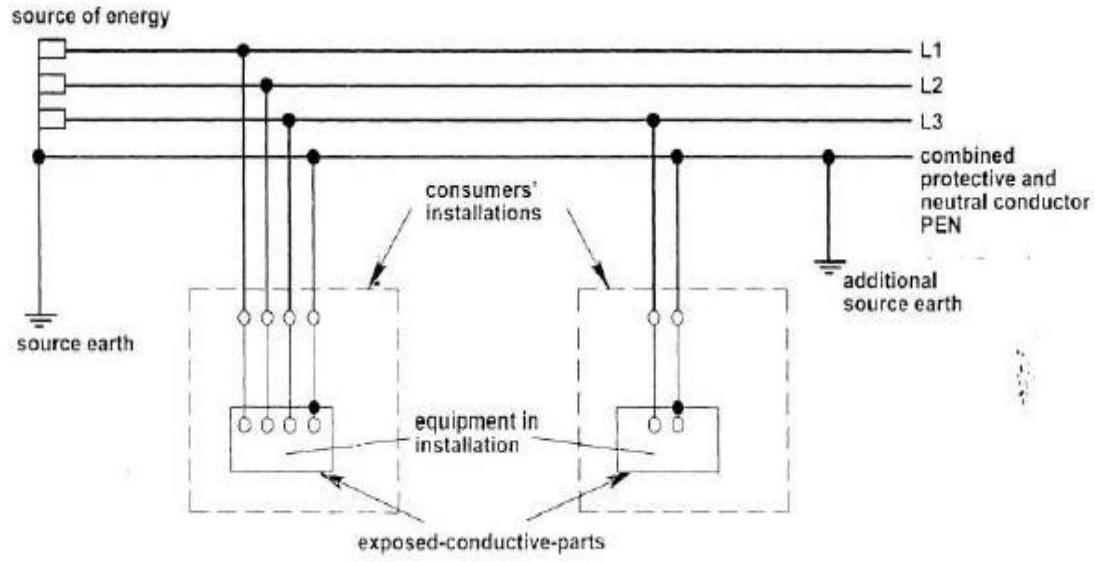 source of energy
L1
L2
L3
combined
protective and
neutral conductor
PEN
consumers'
installations
additional
source earth
source earth
equipment in
installation
exposed-conductive-parts